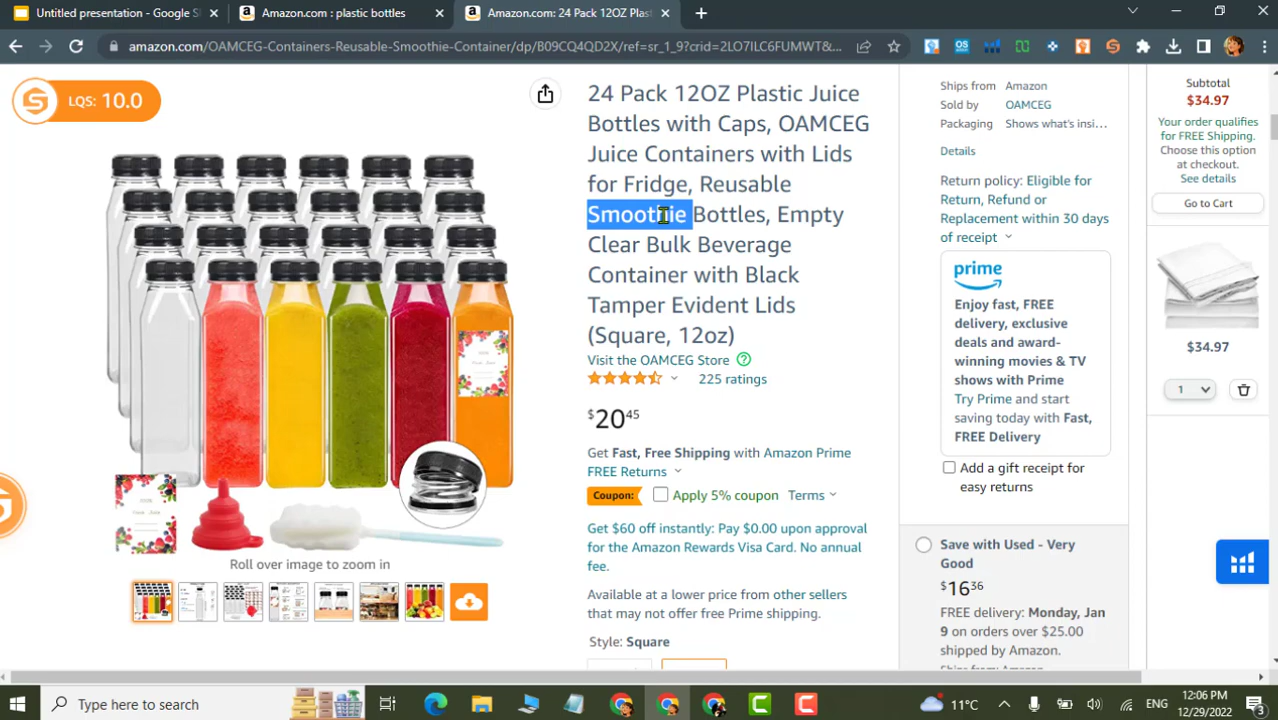 Untitled presentation - Google S
Amazon.com : plastic bottles
Amazon.com: 24 Pack 12OZ Plasti
amazon.com/OAMCEG-Containers-Reusable-Smoothie-Container/dp/B09CQ4QD2X/ref=sr_1_9?crid=2LO7ILC6FUMWT&...
LQS: 10.0
24 Pack 12OZ Plastic Juice
Bottles with Caps, OAMCEG
Juice Containers with Lids
for Fridge, Reusable
Smoothie Bottles, Empty
Clear Bulk Beverage
Container with Black
Tamper Evident Lids
(Square, 12oz)
Visit the OAMCEG Store
225 ratings
$2045
Get Fast, Free Shipping with Amazon Prime
FREE Returns
Coupon: Apply 5% coupon Terms
Get $60 off instantly: Pay $0.00 upon approval
for the Amazon Rewards Visa Card. No annual
fee.
Available at a lower price from other sellers
that may not offer free Prime shipping.
Style: Square
Roll over image to zoom in
Ships from Amazon
Sold by OAMCEG
Packaging Shows what's insi...
Details
Return policy: Eligible for
Return, Refund or
Replacement within 30 days
of receipt
prime
Enjoy fast, FREE
delivery, exclusive
deals and award-
winning movies & TV
shows with Prime
Try Prime and start
saving today with Fast,
FREE Delivery
Add a gift receipt for
easy returns
Save with Used - Very
Good
$1636
FREE delivery: Monday, Jan
9 on orders over $25.00
shipped by Amazon.
Subtotal
$34.97
Your order qualifies
for FREE Shipping.
Choose this option
at checkout.
See details
Go to Cart
$34.97
1
Type here to search
11°C
ENG
12:06 PM
12/29/2022
3